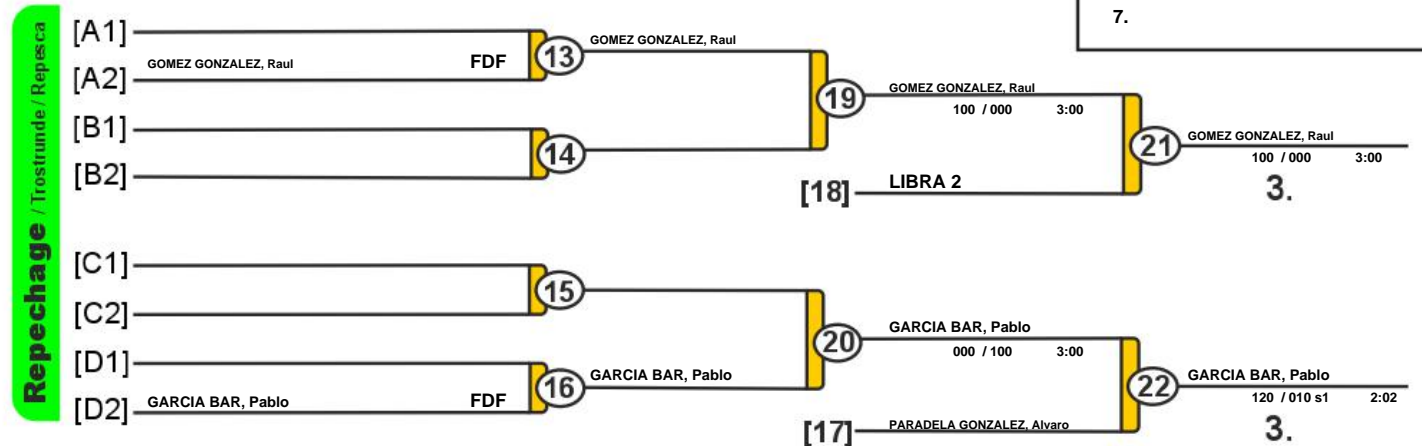 7.
Repechage / Trostrunde / Repesca
[A1]
GOMEZ GONZALEZ, Raul
[A2] GOMEZ GONZALEZ, Raul FDF
13
19
GOMEZ GONZALEZ, Raul
100 / 000 3:00
[B1]
14
[B2]
21
GOMEZ GONZALEZ, Raul
100 / 000 3:00
3.
[18] LIBRA 2
[C1]
15
[C2]
20
GARCIA BAR, Pablo
000 / 100 3:00
[D1]
16
GARCIA BAR, Pablo
[D2] GARCIA BAR, Pablo FDF
22
GARCIA BAR, Pablo
120 / 010 s1 2:02
3.
[17] PARADELA GONZALEZ, Alvaro